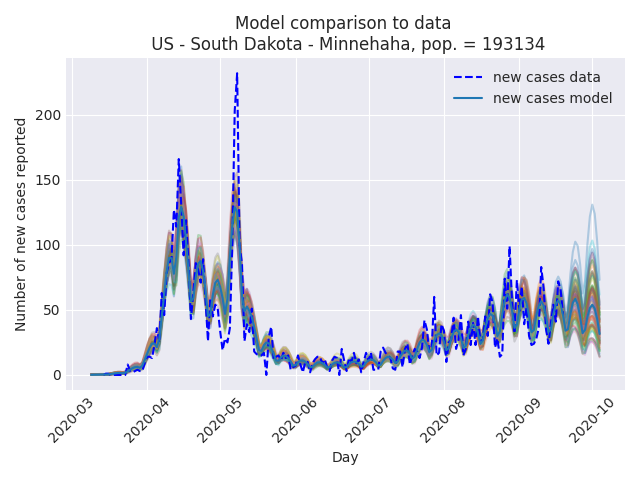 Model comparison to data
US - South Dakota - Minnehaha, pop. = 193134
new cases data
new cases model
Number of new cases reported
200
150
100
50
0
2020-03
2020-04
2020-05
2020-06
2020-07
2020-08
2020-09
2020-10
Day